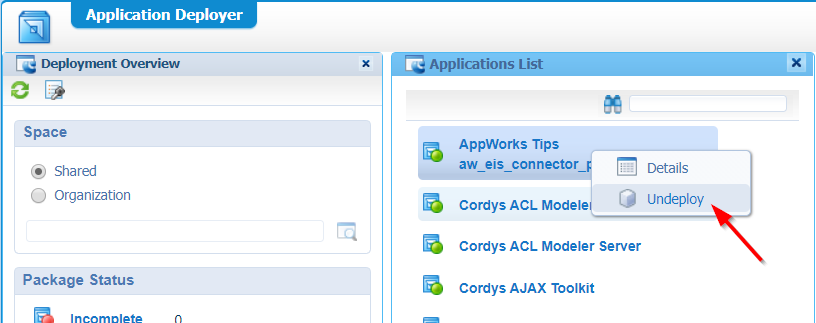 Application Deployer
Deployment Overview
Space
Shared
Organization
Package Status
Incomplete 0
Applications List
AppWorks Tips
aw_eis_connector_p
Details
Undeploy
Cordys ACL Modeler
Cordys ACL Modeler Server
Cordys AJAX Toolkit